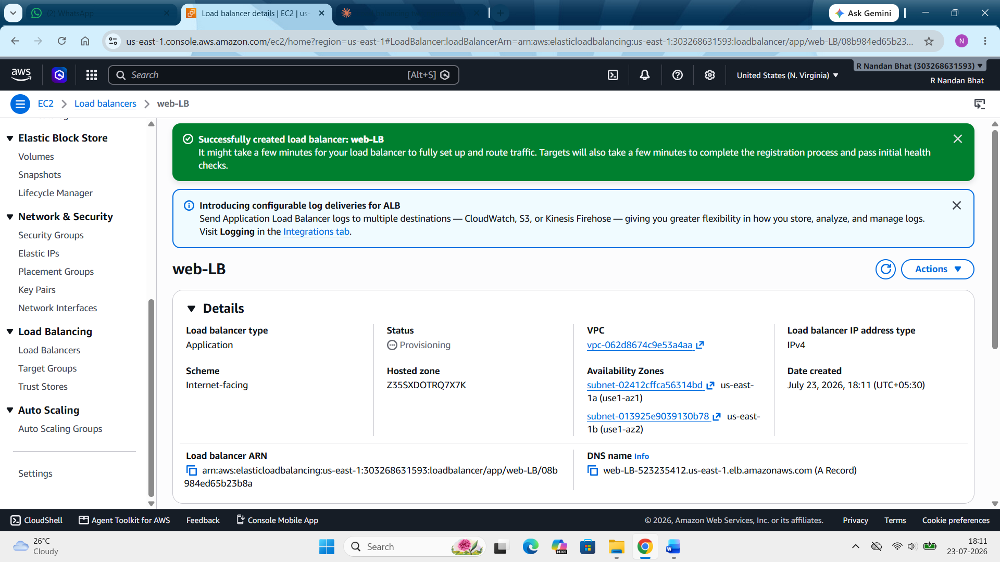 (2) WhatsApp
Load balancer details | EC2 | us-
Ask Gemini
us-east-1.console.aws.amazon.com/ec2/home?region=us-east-1#LoadBalancer:loadBalancerArn=arn:aws:elasticloadbalancing:us-east-1:303268631593:loadbalancer/app/web-LB/08b984ed65b23...
N
aws
Search
[Alt+S]
United States (N. Virginia)
R Nandan Bhat (303268631593)
R Nandan Bhat
EC2
Load balancers
web-LB
Elastic Block Store
Volumes
Snapshots
Lifecycle Manager
Network & Security
Security Groups
Elastic IPs
Placement Groups
Key Pairs
Network Interfaces
Load Balancing
Load Balancers
Target Groups
Trust Stores
Auto Scaling
Auto Scaling Groups
Settings
Successfully created load balancer: web-LB
It might take a few minutes for your load balancer to fully set up and route traffic. Targets will also take a few minutes to complete the registration process and pass initial health
checks.
Introducing configurable log deliveries for ALB
Send Application Load Balancer logs to multiple destinations — CloudWatch, S3, or Kinesis Firehose — giving you greater flexibility in how you store, analyze, and manage logs.
Visit Logging in the Integrations tab.
web-LB
Actions
Details
Load balancer type
Application
Status
Provisioning
VPC
vpc-062d8674c9e53a4aa
Load balancer IP address type
IPv4
Scheme
Internet-facing
Hosted zone
Z35SXDOTRQ7X7K
Availability Zones
subnet-02412cffca56314bd us-east-
1a (use1-az1)
subnet-013925e9039130b78 us-east-
1b (use1-az2)
Date created
July 23, 2026, 18:11 (UTC+05:30)
Load balancer ARN
arn:aws:elasticloadbalancing:us-east-1:303268631593:loadbalancer/app/web-LB/08b
984ed65b23b8a
DNS name Info
web-LB-523235412.us-east-1.elb.amazonaws.com (A Record)
CloudShell
Agent Toolkit for AWS
Feedback
Console Mobile App
© 2026, Amazon Web Services, Inc. or its affiliates.
Privacy
Terms
Cookie preferences
26°C
Cloudy
Search
M365
W
18:11
23-07-2026